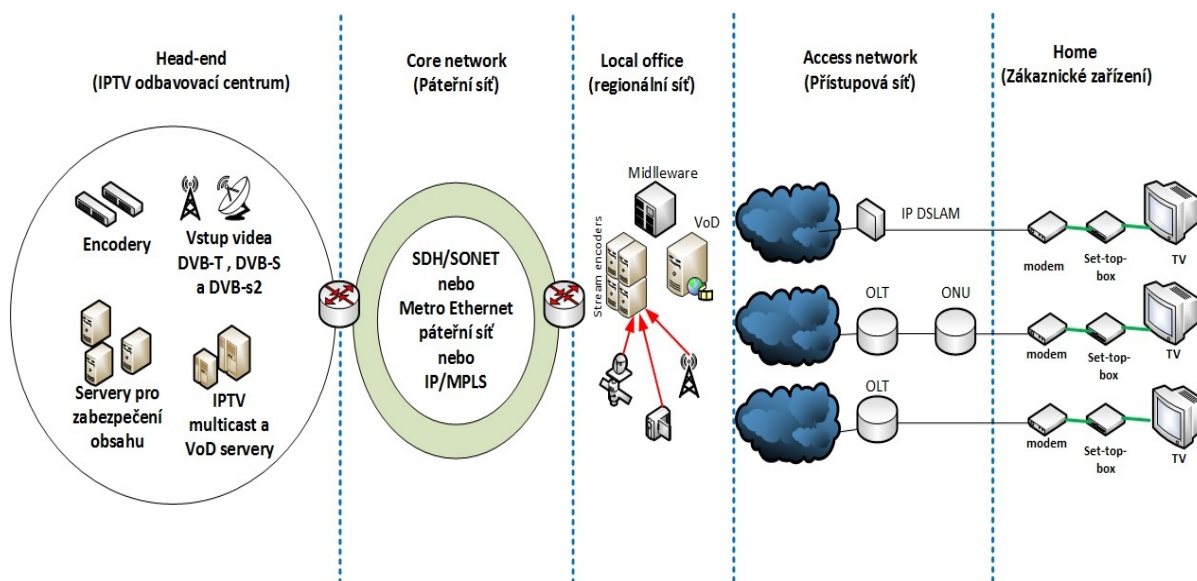 Head-end
(IPTV odbavovací centrum)
Core network
(Páteřní síť)
Local office
(regionální síť)
Access network
(Přístupová síť)
Home
(Zákaznické zařízení)
Encodery
Vstup videa
DVB-T , DVB-S
a DVB-s2
Servery pro
zabezpečení
obsahu
IPTV
multicast a
VoD servery
SDH/SONET
nebo
Metro Ethernet
páteřní síť
nebo
IP/MPLS
Midlleware
VoD
Stream encoders
IP DSLAM
modem
Set-top-
box
TV
OLT
ONU
modem
Set-top-
box
TV
OLT
modem
Set-top-
box
TV